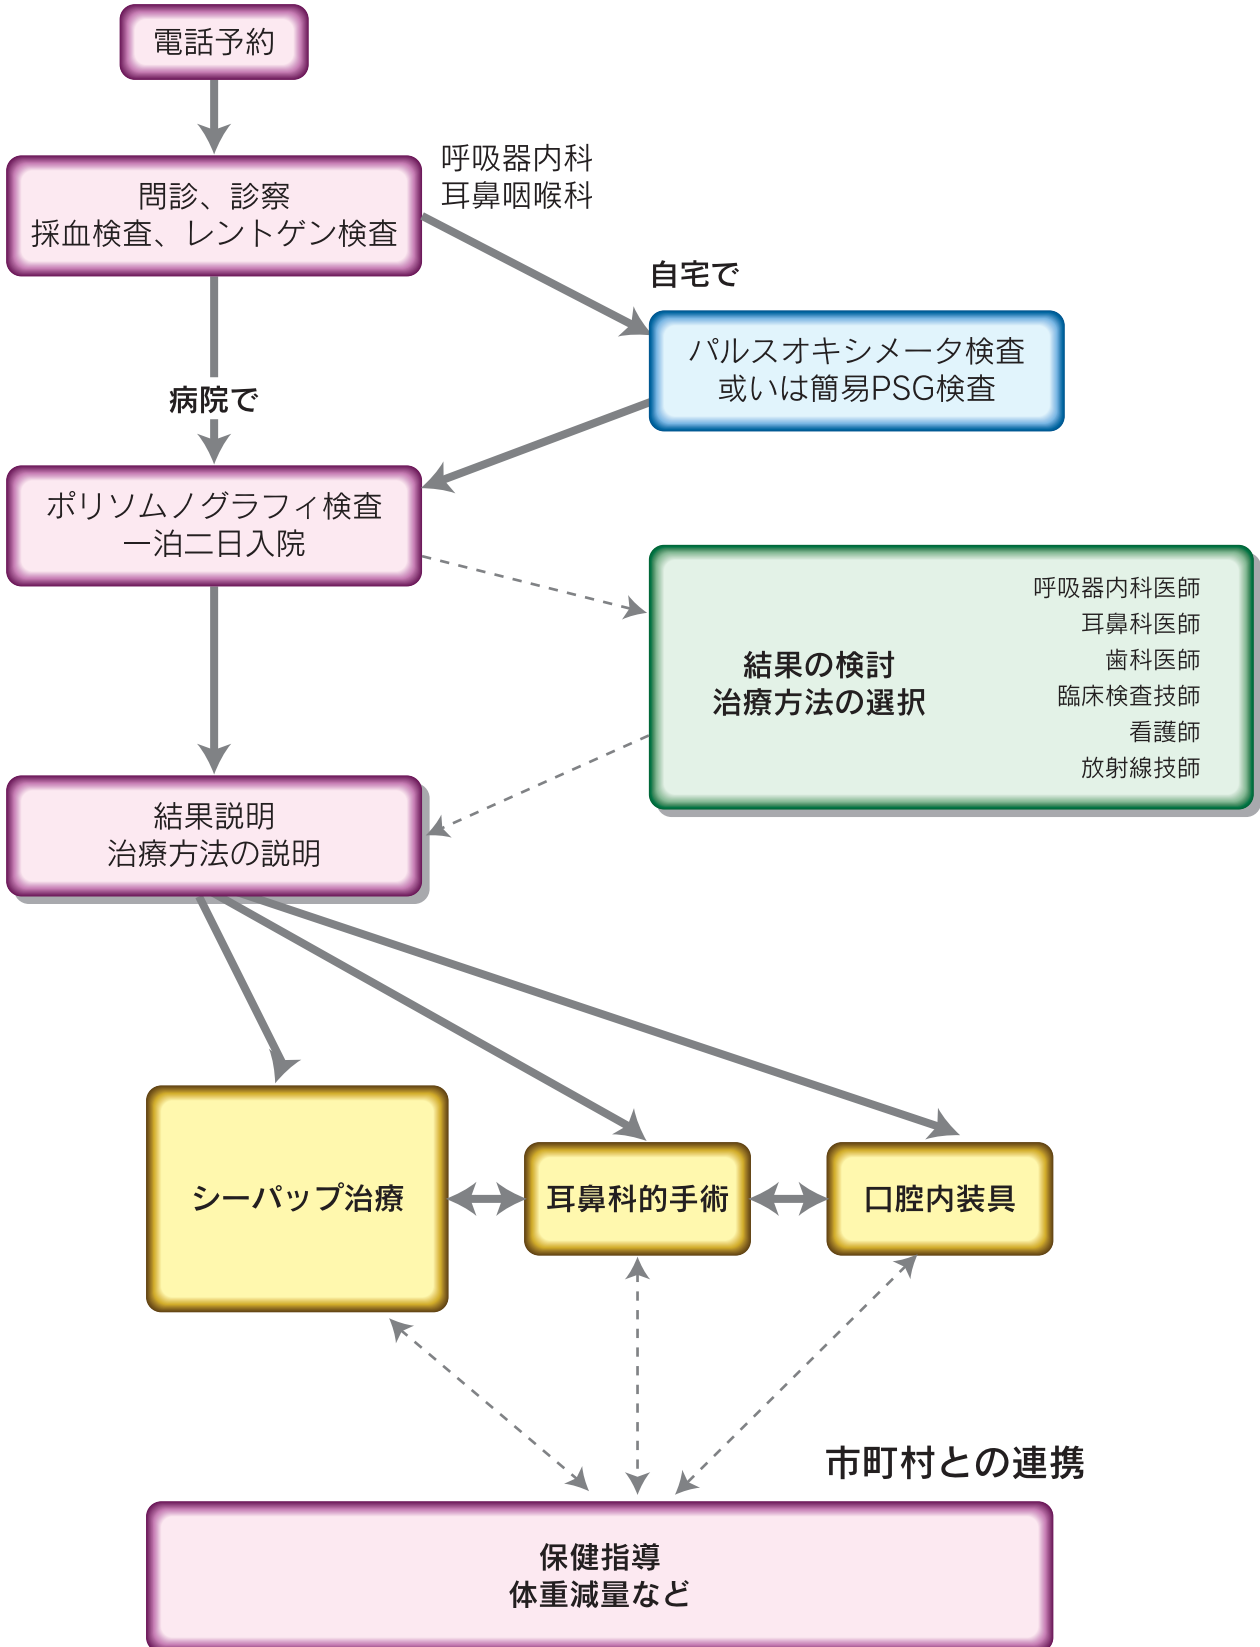 電話予約
問診、診察
採血検査、レントゲン検査
呼吸器内科
耳鼻咽喉科
自宅で
パルスオキシメータ検査
或いは簡易PSG検査
病院で
ポリソムノグラフィ検査
一泊二日入院
結果の検討
治療方法の選択
呼吸器内科医師
耳鼻科医師
歯科医師
臨床検査技師
看護師
放射線技師
結果説明
治療方法の説明
シーパップ治療
耳鼻科的手術
口腔内装具
市町村との連携
保健指導
体重減量など